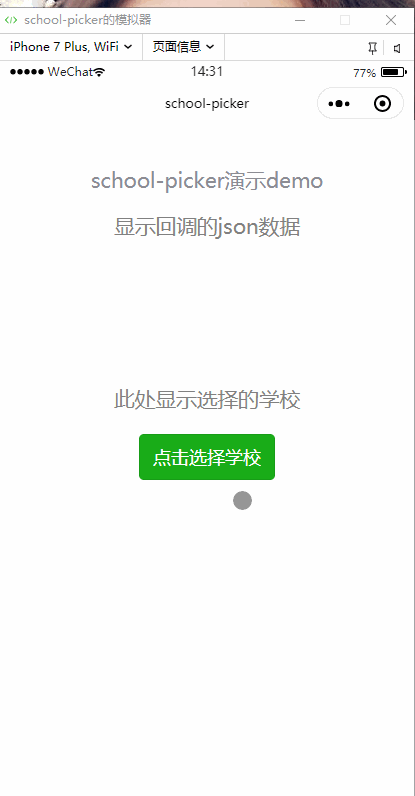 school-picker的模拟器
iPhone 7 Plus, WiFi 页面信息
WeChat 14:31 77%
school-picker
school-picker演示demo
显示回调的json数据
此处显示选择的学校
点击选择学校